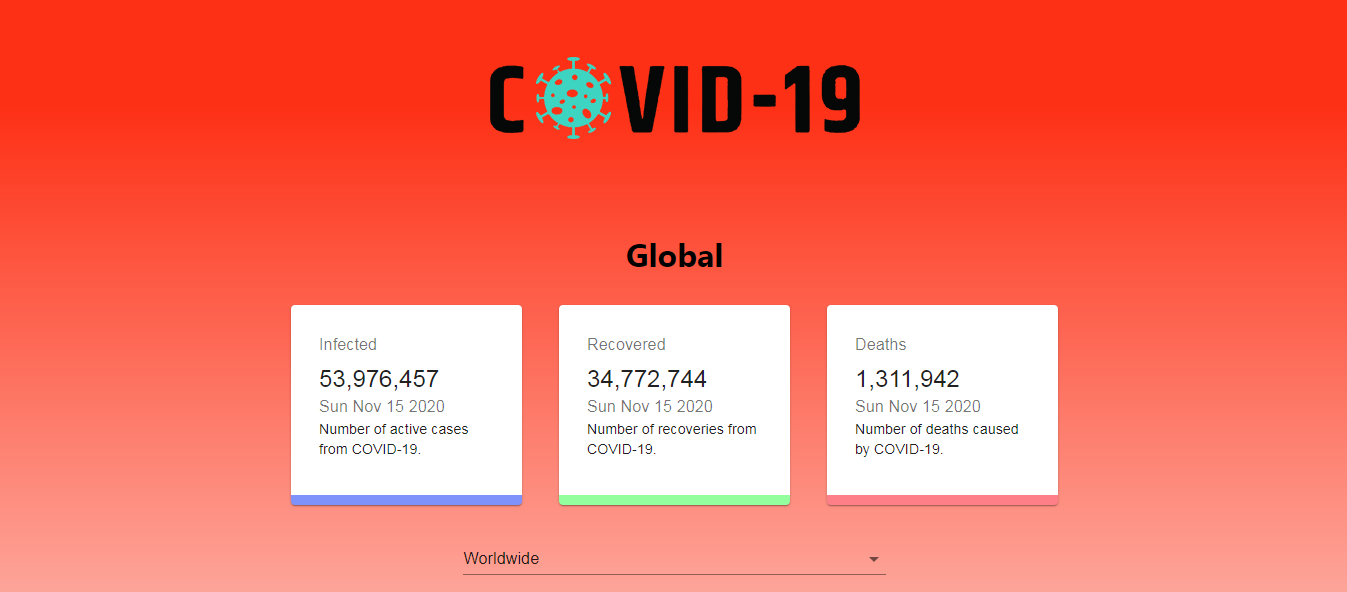 COVID-19
Global
Infected
53,976,457
Sun Nov 15 2020
Number of active cases
from COVID-19.
Recovered
34,772,744
Sun Nov 15 2020
Number of recoveries from
COVID-19.
Deaths
1,311,942
Sun Nov 15 2020
Number of deaths caused
by COVID-19.
Worldwide